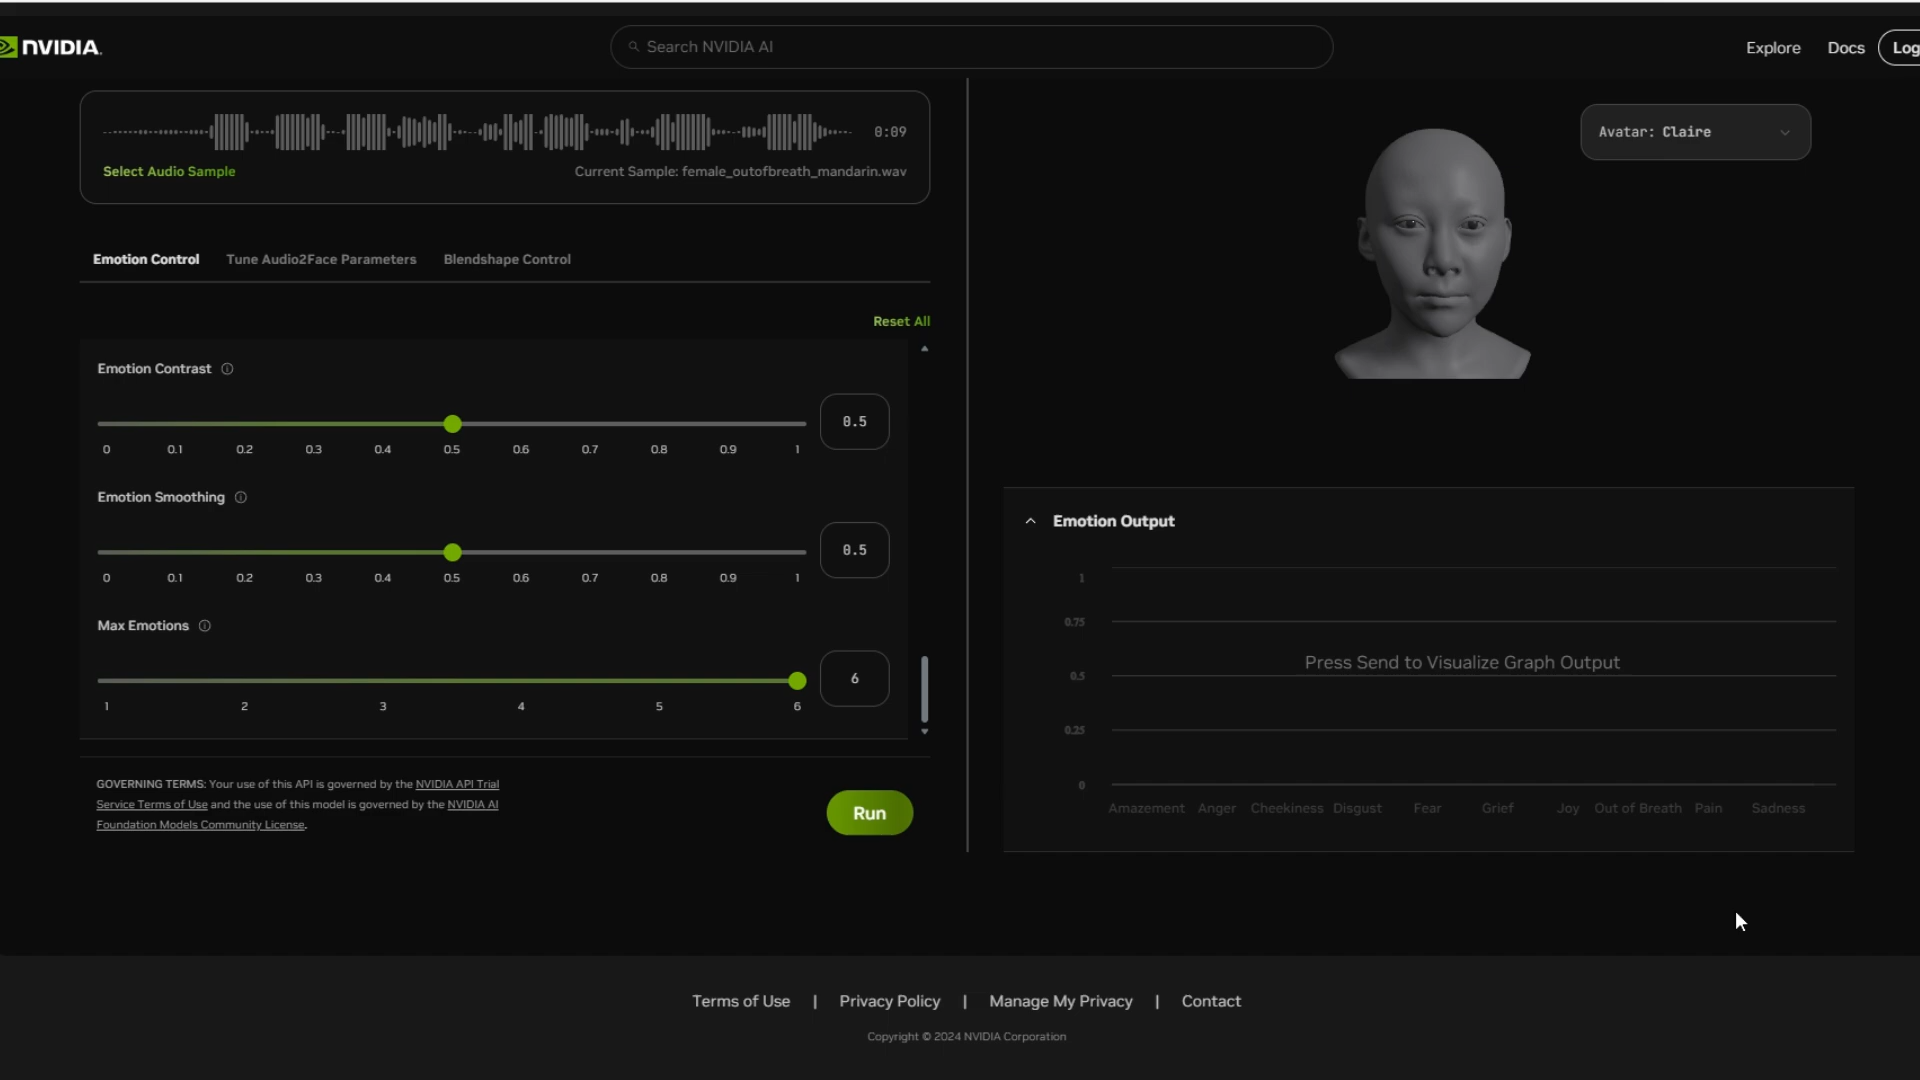 NVIDIA.
Search NVIDIA AI
Explore
Docs
Log
0:09
Select Audio Sample
Current Sample: female_outofbreath_mandarin.wav
Avatar: Claire
Emotion Control
Tune Audio2Face Parameters
Blendshape Control
Reset All
Emotion Contrast
0.5
0 0.1 0.2 0.3 0.4 0.5 0.6 0.7 0.8 0.9 1
Emotion Smoothing
0.5
0 0.1 0.2 0.3 0.4 0.5 0.6 0.7 0.8 0.9 1
Max Emotions
6
1 2 3 4 5 6
GOVERNING TERMS: Your use of this API is governed by the NVIDIA API Trial
Service Terms of Use and the use of this model is governed by the NVIDIA AI
Foundation Models Community License.
Run
Emotion Output
1
0.75
Press Send to Visualize Graph Output
0.5
0.25
0
Amazement Anger Cheekiness Disgust Fear Grief Joy Out of Breath Pain Sadness
Terms of Use | Privacy Policy | Manage My Privacy | Contact
Copyright © 2024 NVIDIA Corporation